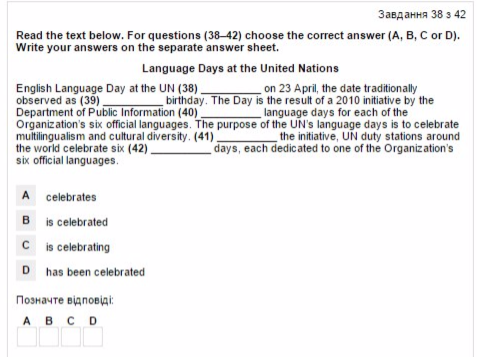 Завдання 38 з 42
Read the text below. For questions (38–42) choose the correct answer (A, B, C or D).
Write your answers on the separate answer sheet.
Language Days at the United Nations
English Language Day at the UN (38) __________ on 23 April, the date traditionally
observed as (39) __________ birthday. The Day is the result of a 2010 initiative by the
Department of Public Information (40) __________ language days for each of the
Organization's six official languages. The purpose of the UN's language days is to celebrate
multilingualism and cultural diversity. (41) __________ the initiative, UN duty stations around
the world celebrate six (42) __________ days, each dedicated to one of the Organization's
six official languages.
A celebrates
B is celebrated
C is celebrating
D has been celebrated
Позначте відповіді:
A B C D